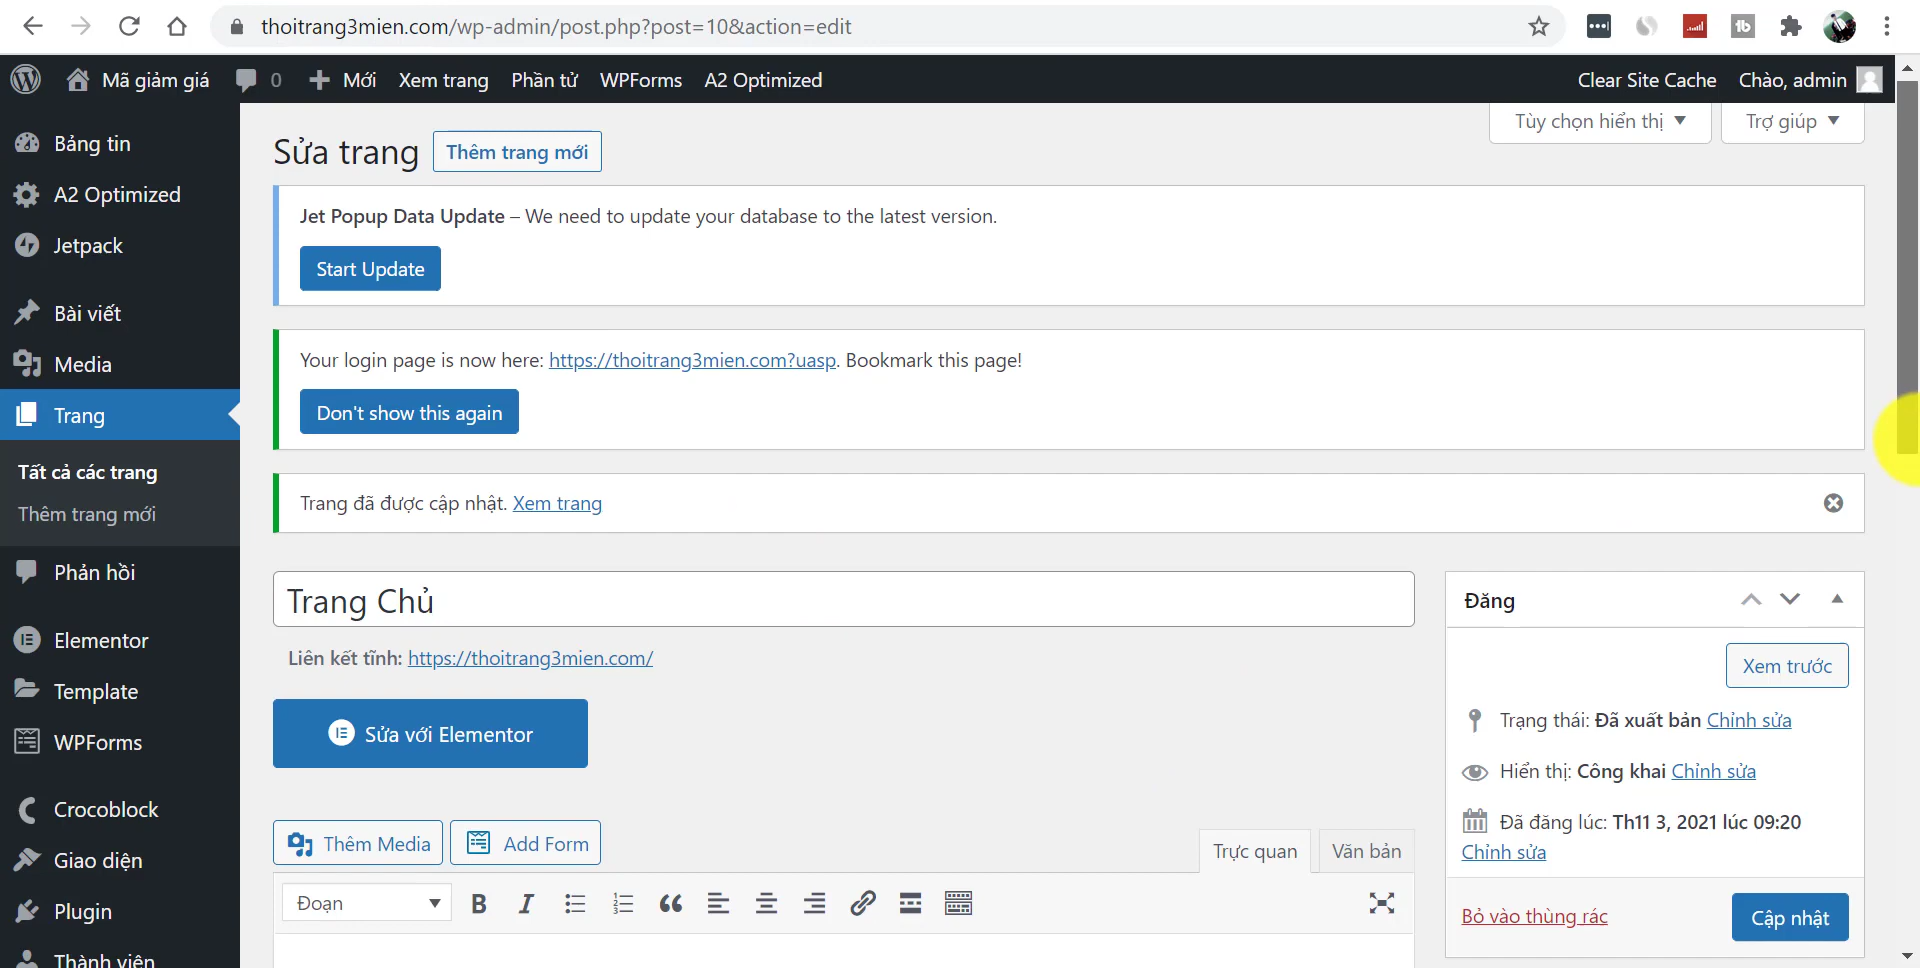 thoitrang3mien.com/wp-admin/post.php?post=10&action=edit
Mã giảm giá
0
Mới
Xem trang
Phần tử
WPForms
A2 Optimized
Clear Site Cache
Chào, admin
Bảng tin
A2 Optimized
Jetpack
Bài viết
Media
Trang
Tất cả các trang
Thêm trang mới
Phản hồi
Elementor
Template
WPForms
Crocoblock
Giao diện
Plugin
Thành viên
Tùy chọn hiển thị
Trợ giúp
Sửa trang
Thêm trang mới
Jet Popup Data Update – We need to update your database to the latest version.
Start Update
Your login page is now here: https://thoitrang3mien.com?uasp. Bookmark this page!
Don't show this again
Trang đã được cập nhật. Xem trang
Trang Chủ
Liên kết tĩnh: https://thoitrang3mien.com/
Sửa với Elementor
Thêm Media
Add Form
Trực quan
Văn bản
Đoạn
B I
Đăng
Xem trước
Trạng thái: Đã xuất bản Chỉnh sửa
Hiển thị: Công khai Chỉnh sửa
Đã đăng lúc: Th11 3, 2021 lúc 09:20
Chỉnh sửa
Bỏ vào thùng rác
Cập nhật